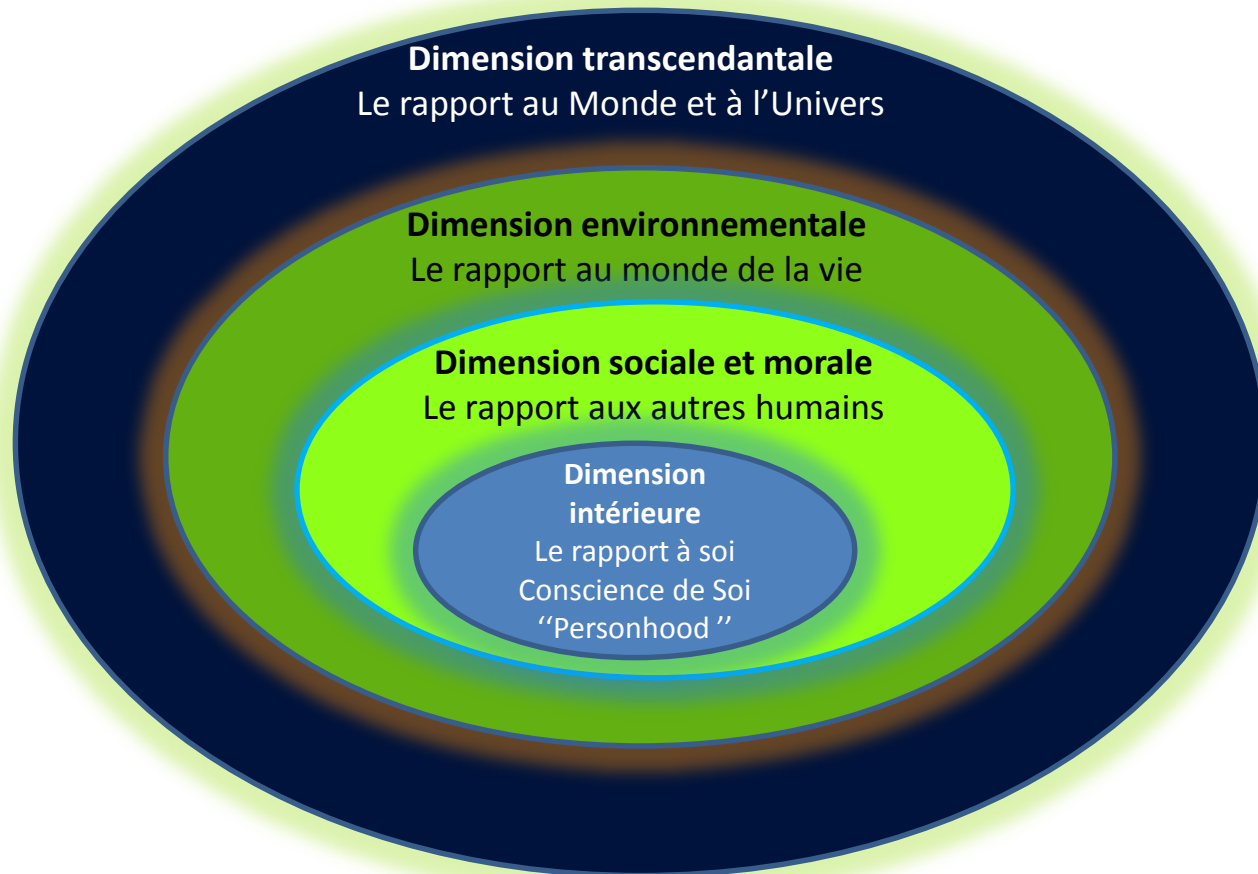 Dimension transcendantale
Le rapport au Monde et à l’Univers
Dimension environnementale
Le rapport au monde de la vie
Dimension sociale et morale
Le rapport aux autres humains
Dimension
intérieure
Le rapport à soi
Conscience de Soi
‘‘Personhood ’’